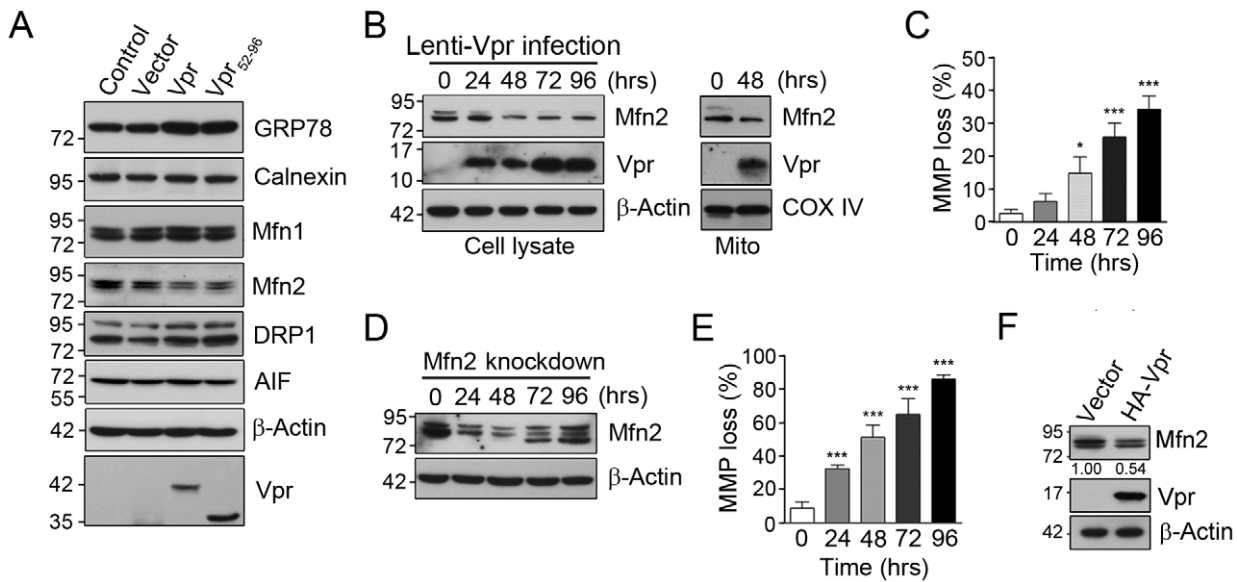 A
Control
Vector
Vpr
Vpr52-96
72
GRP78
95
Calnexin
95
72
Mfn1
95
72
Mfn2
95
72
DRP1
72
55
AIF
42
β-Actin
42
35
Vpr
B
Lenti-Vpr infection
0 24 48 72 96 (hrs)
95
72
Mfn2
17
10
Vpr
42
β-Actin
Cell lysate
0 48 (hrs)
Mfn2
Vpr
COX IV
Mito
C
MMP loss (%)
50
40
30
20
10
0
*
***
***
0 24 48 72 96
Time (hrs)
D
Mfn2 knockdown
0 24 48 72 96 (hrs)
95
72
Mfn2
42
β-Actin
E
MMP loss (%)
100
80
60
40
20
0
***
***
***
***
0 24 48 72 96
Time (hrs)
F
Vector
HA-Vpr
95
72
Mfn2
1.00 0.54
17
Vpr
42
β-Actin